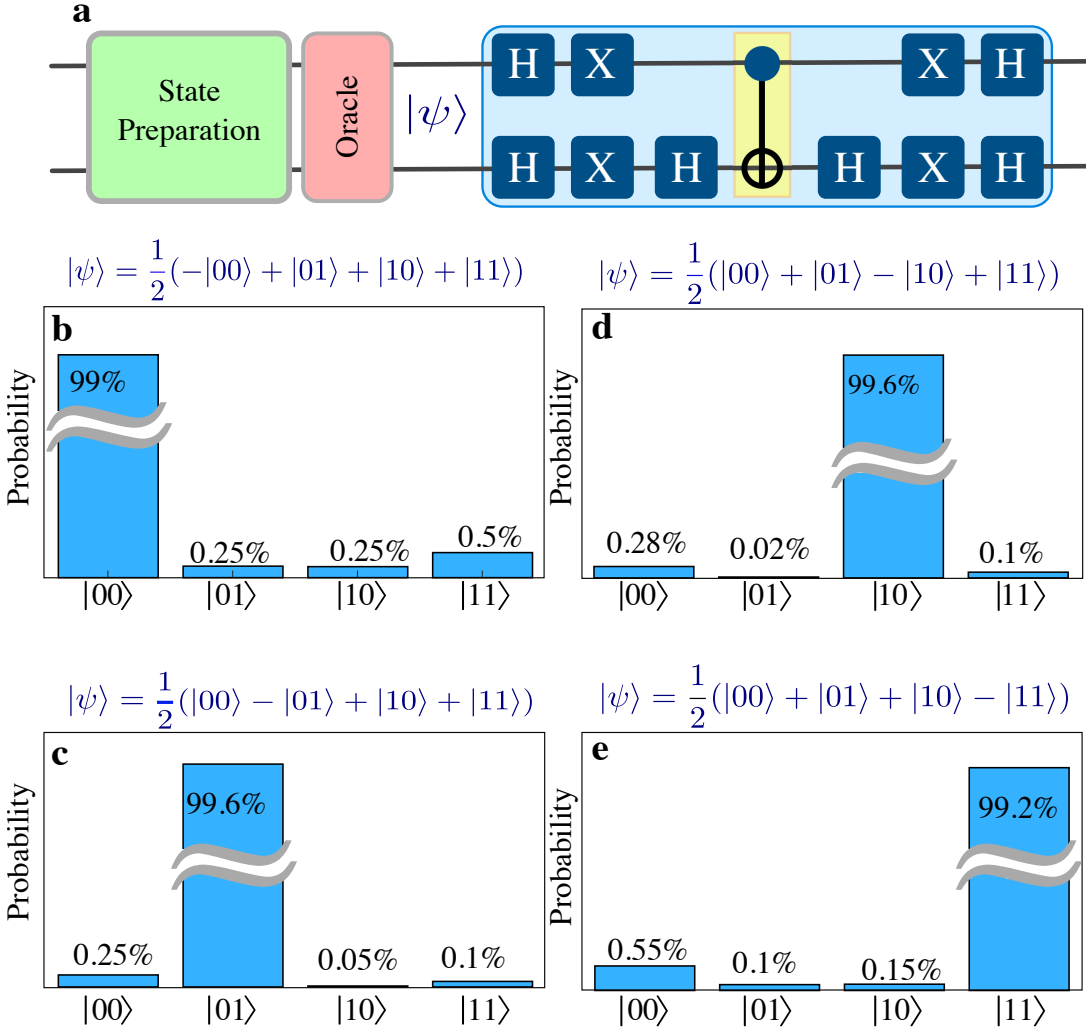 a
State
Preparation
Oracle
|ψ⟩
H X X H
H X H H X H
|ψ⟩ = 1/2(-|00⟩ + |01⟩ + |10⟩ + |11⟩)
b
Probability
99%
0.25%
0.25%
0.5%
|00⟩ |01⟩ |10⟩ |11⟩
|ψ⟩ = 1/2(|00⟩ + |01⟩ - |10⟩ + |11⟩)
d
Probability
0.28%
0.02%
99.6%
0.1%
|00⟩ |01⟩ |10⟩ |11⟩
|ψ⟩ = 1/2(|00⟩ - |01⟩ + |10⟩ + |11⟩)
c
Probability
0.25%
99.6%
0.05%
0.1%
|00⟩ |01⟩ |10⟩ |11⟩
|ψ⟩ = 1/2(|00⟩ + |01⟩ + |10⟩ - |11⟩)
e
Probability
0.55%
0.1%
0.15%
99.2%
|00⟩ |01⟩ |10⟩ |11⟩